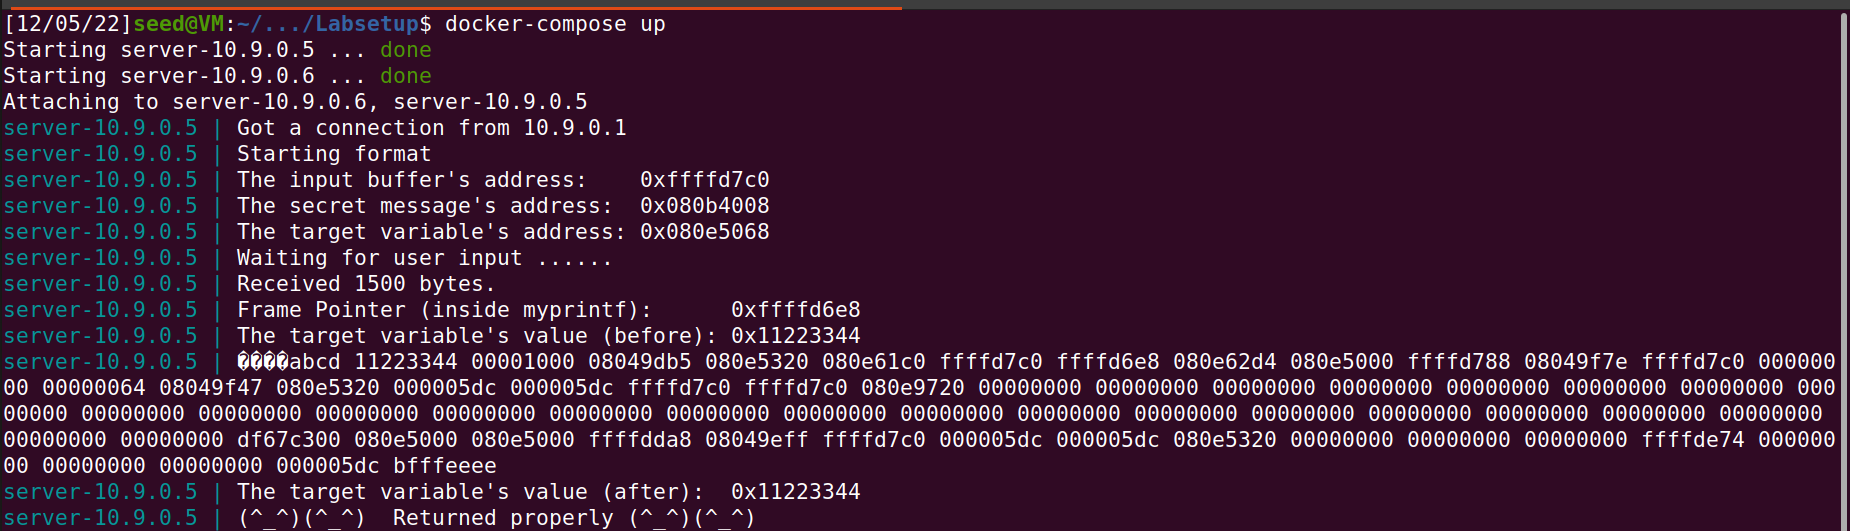 [12/05/22]seed@VM:~/.../Labsetup$ docker-compose up
Starting server-10.9.0.5 ... done
Starting server-10.9.0.6 ... done
Attaching to server-10.9.0.6, server-10.9.0.5
server-10.9.0.5 | Got a connection from 10.9.0.1
server-10.9.0.5 | Starting format
server-10.9.0.5 | The input buffer's address:    0xffffd7c0
server-10.9.0.5 | The secret message's address:  0x080b4008
server-10.9.0.5 | The target variable's address: 0x080e5068
server-10.9.0.5 | Waiting for user input ......
server-10.9.0.5 | Received 1500 bytes.
server-10.9.0.5 | Frame Pointer (inside myprintf):      0xffffd6e8
server-10.9.0.5 | The target variable's value (before): 0x11223344
server-10.9.0.5 | ����abcd 11223344 00001000 08049db5 080e5320 080e61c0 ffffd7c0 ffffd6e8 080e62d4 080e5000 ffffd788 08049f7e ffffd7c0 000000
00 00000064 08049f47 080e5320 000005dc 000005dc ffffd7c0 ffffd7c0 080e9720 00000000 00000000 00000000 00000000 00000000 00000000 00000000 000
00000 00000000 00000000 00000000 00000000 00000000 00000000 00000000 00000000 00000000 00000000 00000000 00000000 00000000 00000000 00000000
00000000 00000000 df67c300 080e5000 080e5000 ffffdda8 08049eff ffffd7c0 000005dc 000005dc 080e5320 00000000 00000000 00000000 ffffde74 000000
00 00000000 00000000 000005dc bfffeeee
server-10.9.0.5 | The target variable's value (after):  0x11223344
server-10.9.0.5 | (^_^)(^_^)  Returned properly (^_^)(^_^)